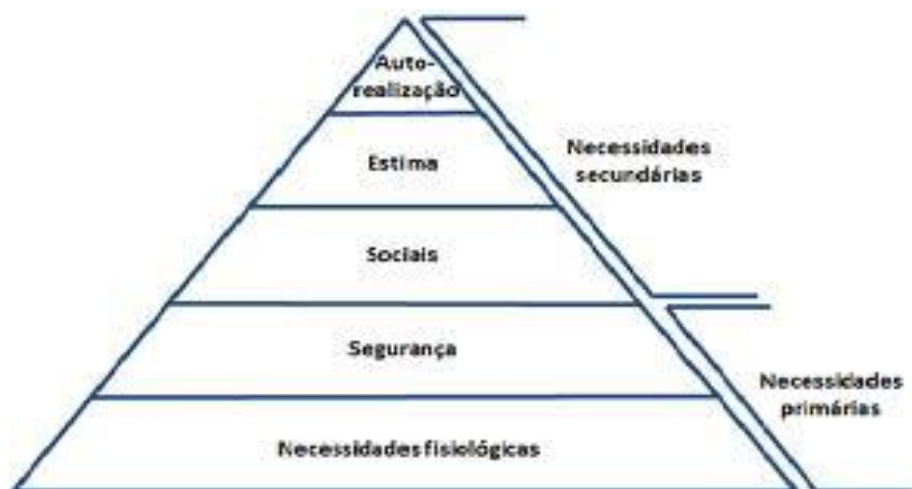 Auto-
realização
Estima
Necessidades
secundárias
Sociais
Segurança
Necessidades
primárias
Necessidades fisiológicas